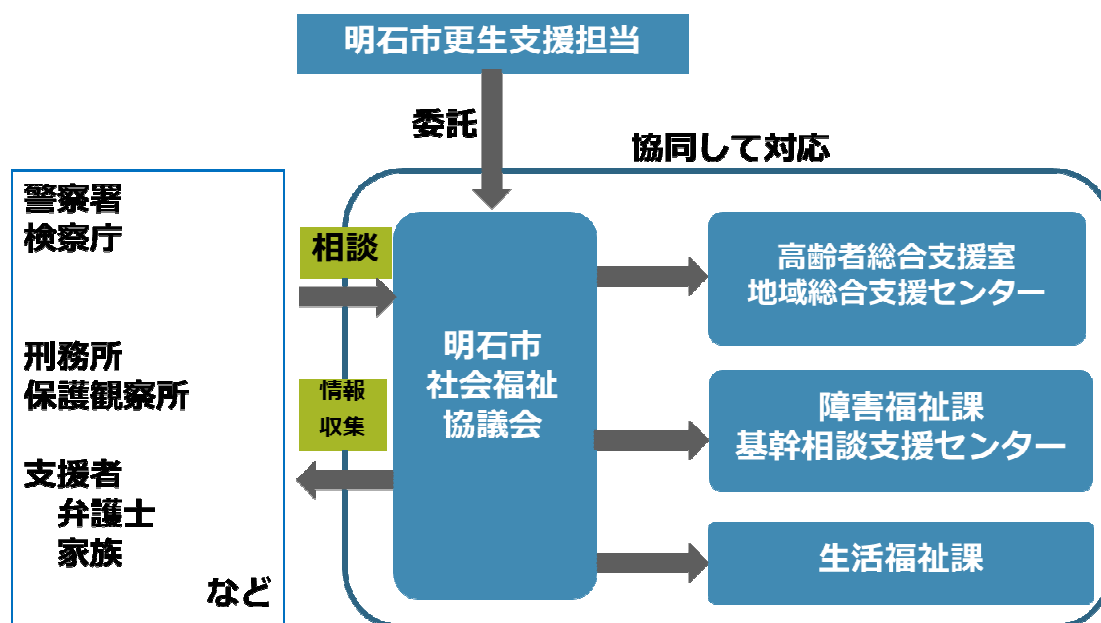 明石市更生支援担当
委託
協同して対応
警察署
検察庁
刑務所
保護観察所
支援者
弁護士
家族
など
相談
情報
収集
明石市
社会福祉
協議会
高齢者総合支援室
地域総合支援センター
障害福祉課
基幹相談支援センター
生活福祉課